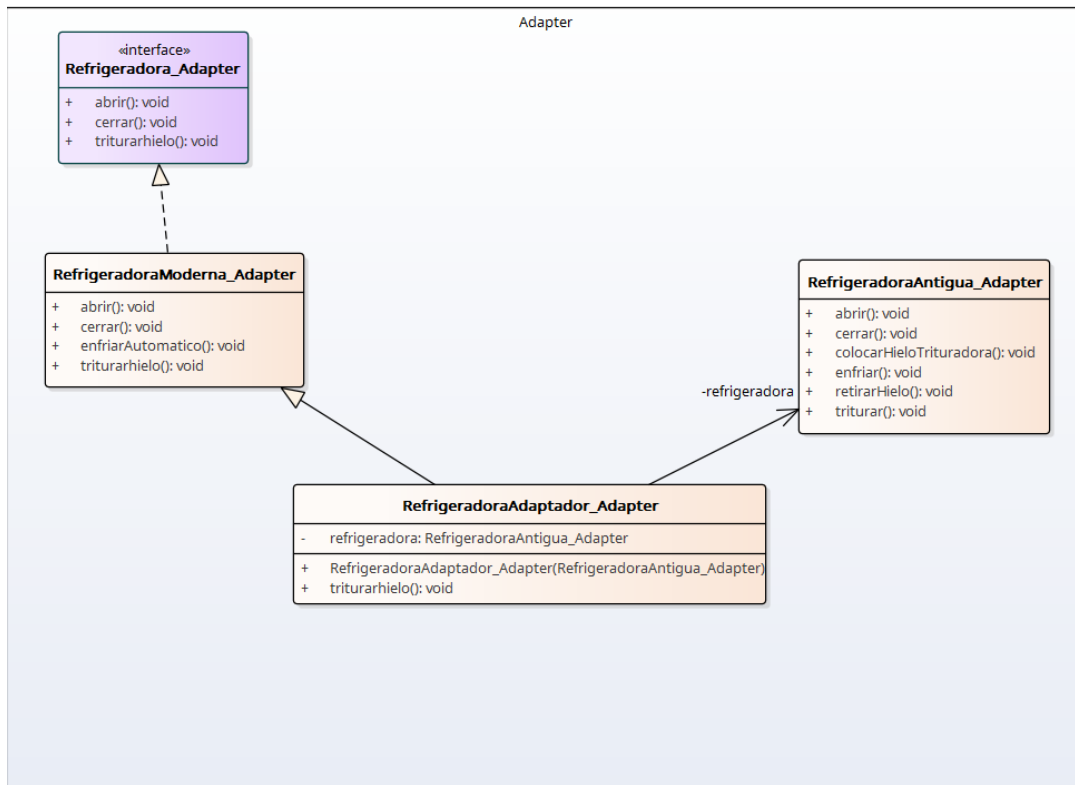 Adapter
«interface»
Refrigeradora_Adapter
+ abrir(): void
+ cerrar(): void
+ triturarhielo(): void
RefrigeradoraModerna_Adapter
+ abrir(): void
+ cerrar(): void
+ enfriarAutomatico(): void
+ triturarhielo(): void
RefrigeradoraAntigua_Adapter
+ abrir(): void
+ cerrar(): void
+ colocarHieloTrituradora(): void
+ enfriar(): void
+ retirarHielo(): void
+ triturar(): void
-refrigeradora
RefrigeradoraAdaptador_Adapter
- refrigeradora: RefrigeradoraAntigua_Adapter
+ RefrigeradoraAdaptador_Adapter(RefrigeradoraAntigua_Adapter)
+ triturarhielo(): void